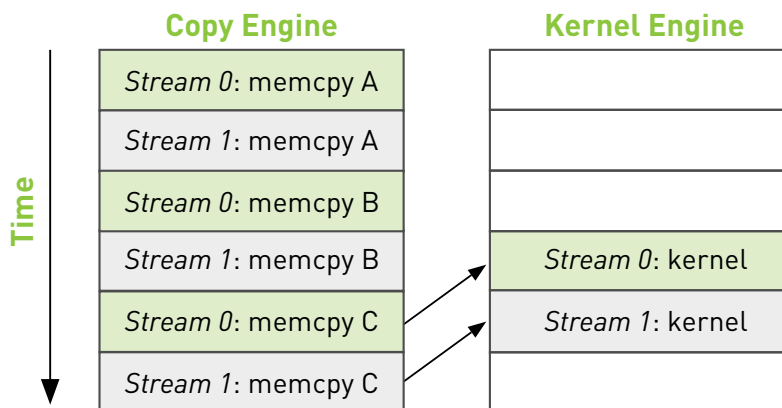 Copy Engine
Kernel Engine
Time
Stream 0: memcpy A
Stream 1: memcpy A
Stream 0: memcpy B
Stream 1: memcpy B
Stream 0: kernel
Stream 0: memcpy C
Stream 1: kernel
Stream 1: memcpy C